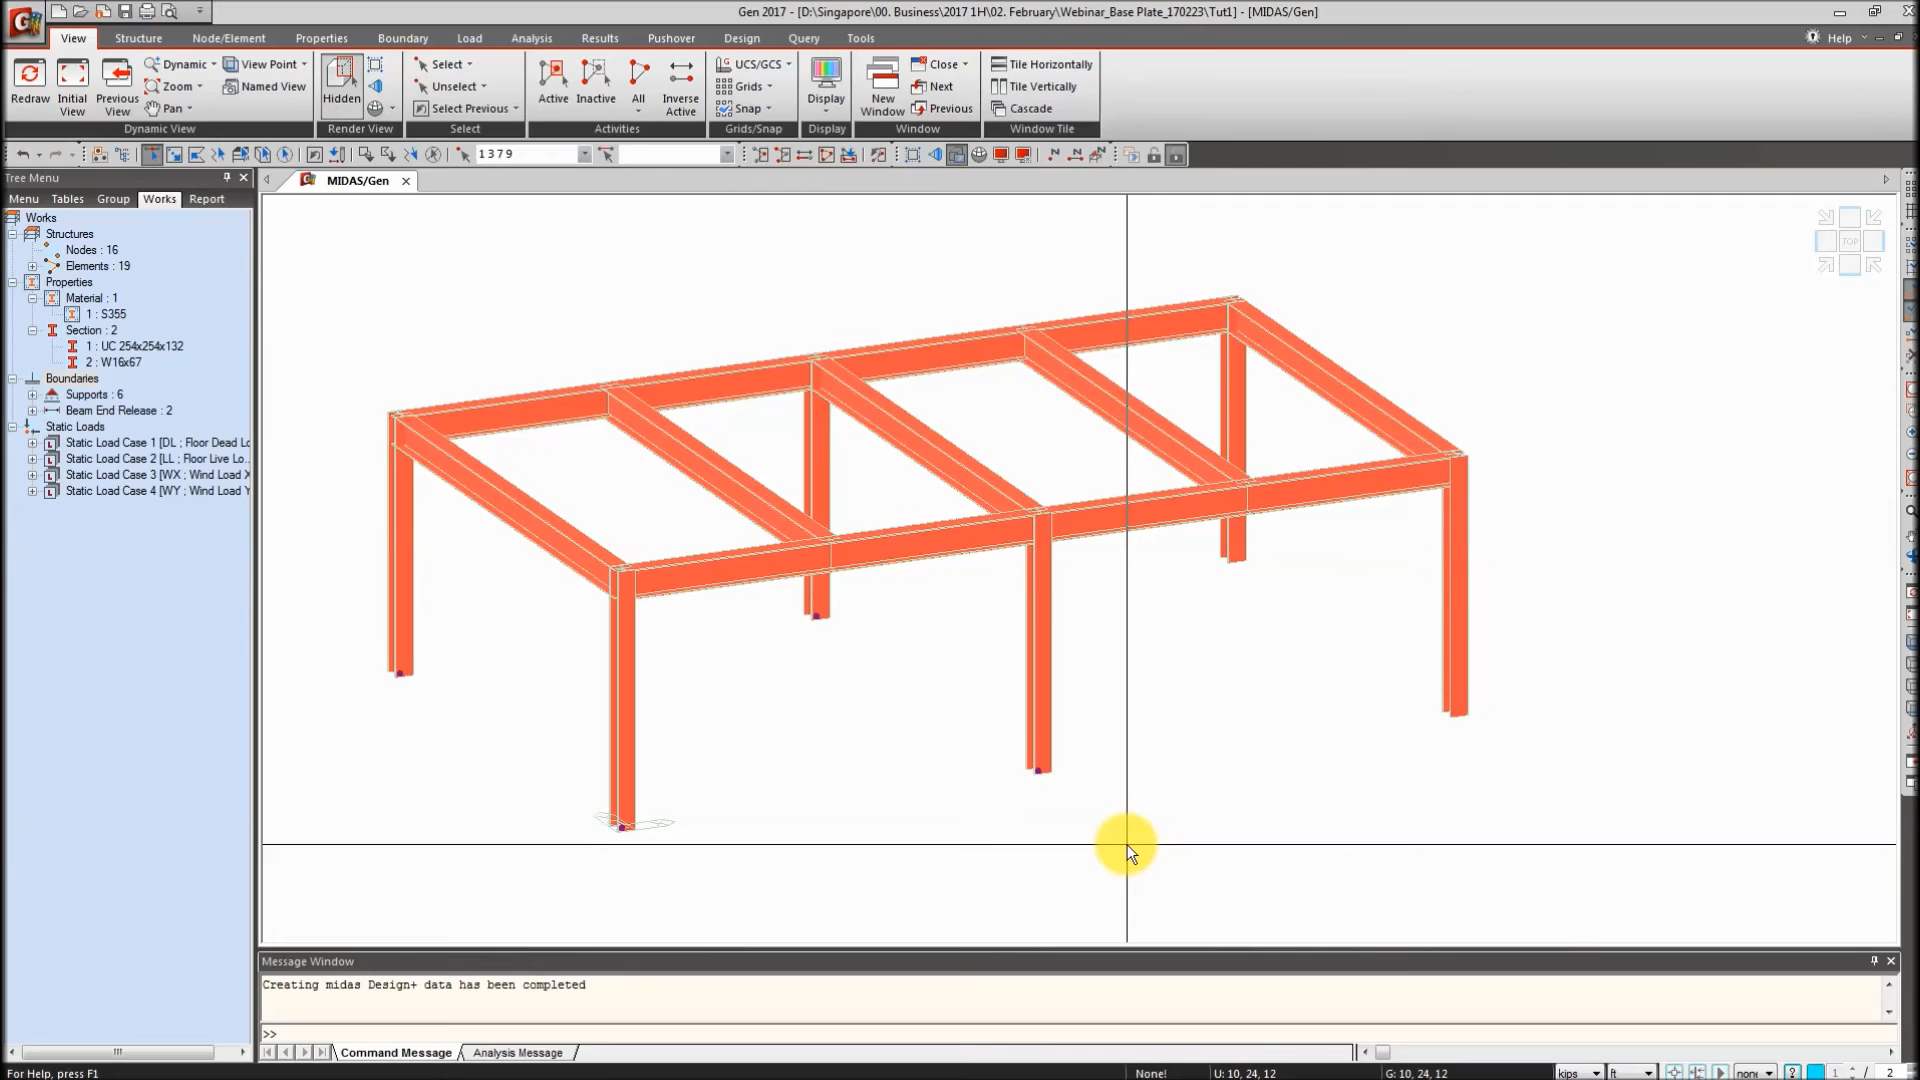 Gen 2017 - [D:\Singapore\00. Business\2017 1H\02. February\Webinar_Base Plate_170223\Tut1] - [MIDAS/Gen]
View Structure Node/Element Properties Boundary Load Analysis Results Pushover Design Query Tools Help
Redraw
Initial View
Previous View
Dynamic
Zoom
Pan
View Point
Named View
Dynamic View
Hidden
Render View
Select
Unselect
Select Previous
Select
Active
Inactive
All
Inverse Active
Activities
UCS/GCS
Grids
Snap
Grids/Snap
Display
Display
New Window
Close
Next
Previous
Window
Tile Horizontally
Tile Vertically
Cascade
Window Tile
1 3 7 9
Tree Menu
MIDAS/Gen
Menu Tables Group Works Report
Works
Structures
Nodes : 16
Elements : 19
Properties
Material : 1
1 : S355
Section : 2
1 : UC 254x254x132
2 : W16x67
Boundaries
Supports : 6
Beam End Release : 2
Static Loads
Static Load Case 1 [DL ; Floor Dead Lo
Static Load Case 2 [LL ; Floor Live Lo...
Static Load Case 3 [WX ; Wind Load X
Static Load Case 4 [WY ; Wind Load Y
TOP
Message Window
Creating midas Design+ data has been completed
>>
Command Message Analysis Message
For Help, press F1
None! U: 10, 24, 12 G: 10, 24, 12 kips ft none 1 / 2